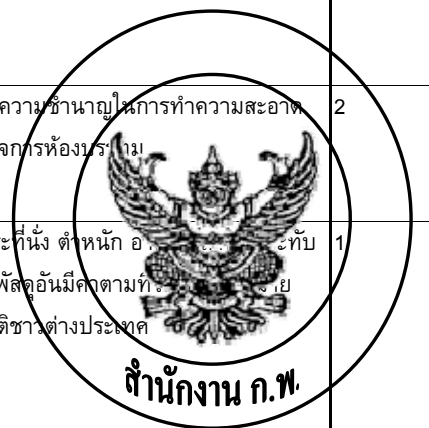 ความชำนาญในการทำความสะอาด 2
จการห้อง
ะที่นั่ง ตำหนัก ะทับ 1
พัสดุอันมีค่าตามที่
ติชาวต่างประเทศ
สำนักงาน ก.พ.